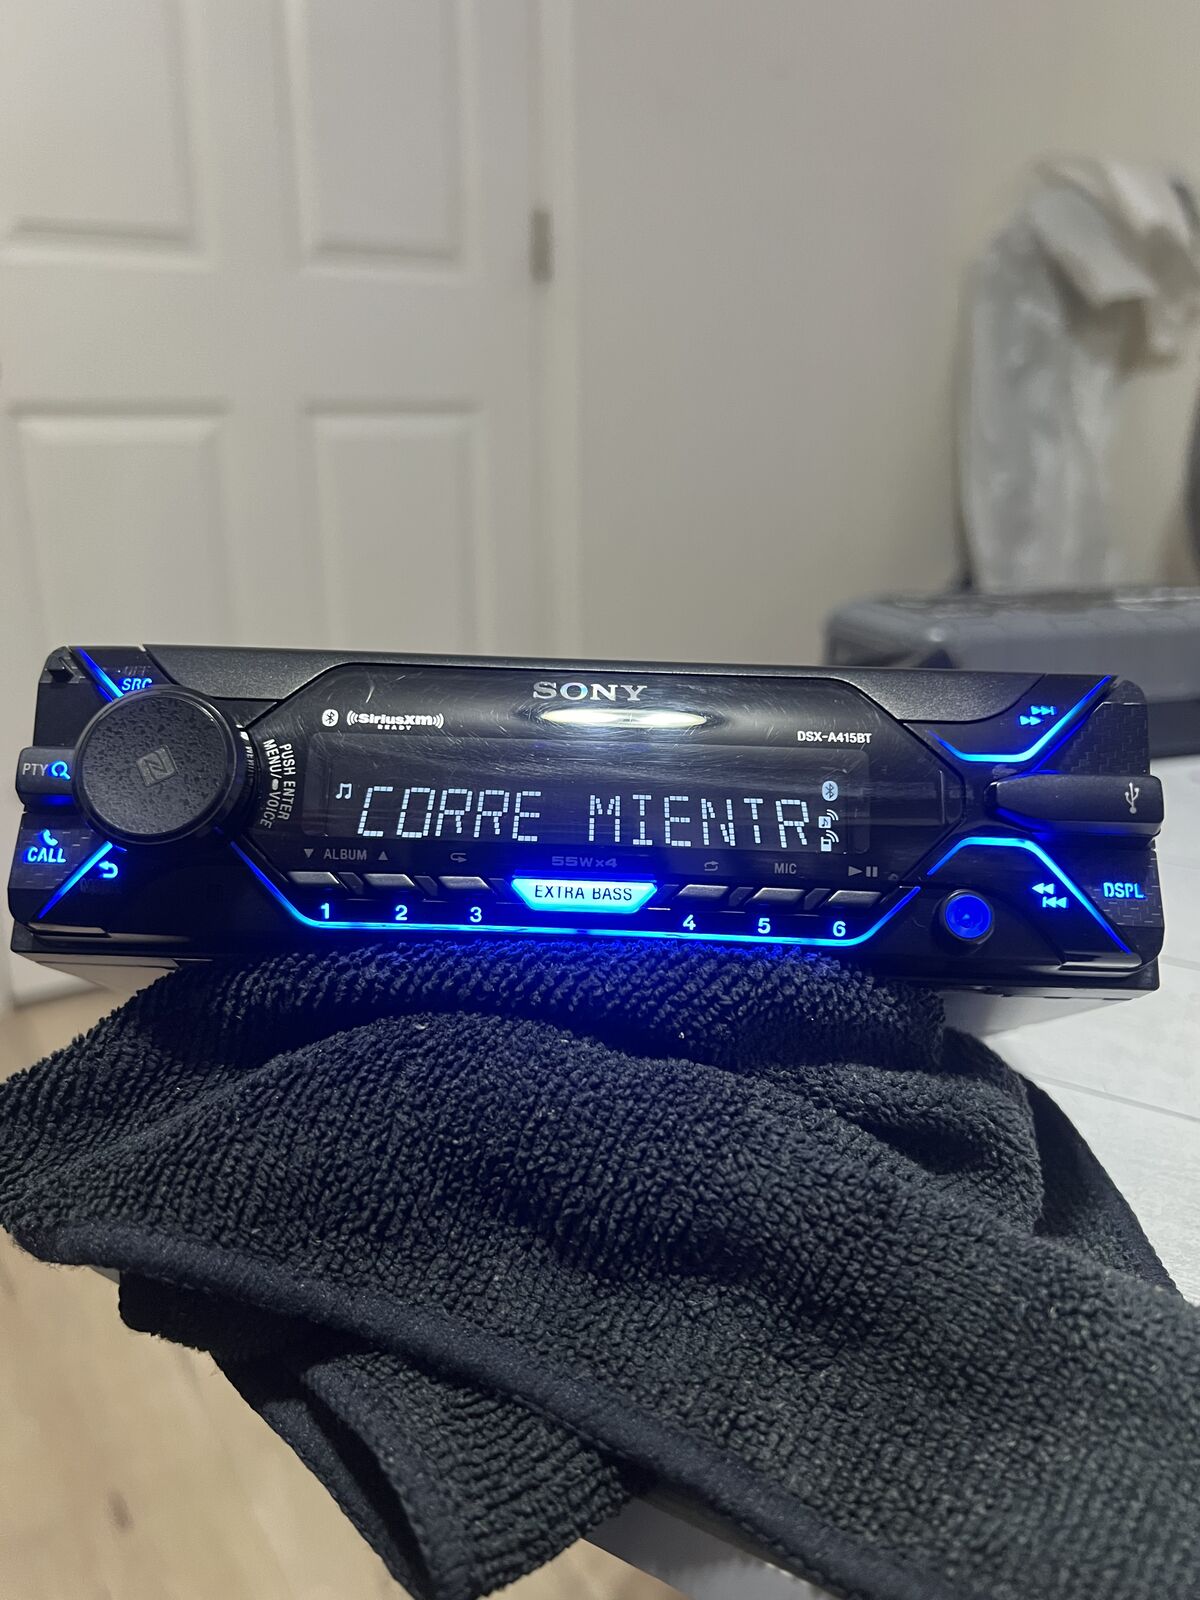 SONY
OFF
SRC
SiriusXM
READY
DSX-A415BT
PUSH ENTER
MENU/ VOICE
PTY
CORRE MIENTR
CALL
ALBUM
55W x 4
MIC
EXTRA BASS
DSPL
1 2 3 4 5 6